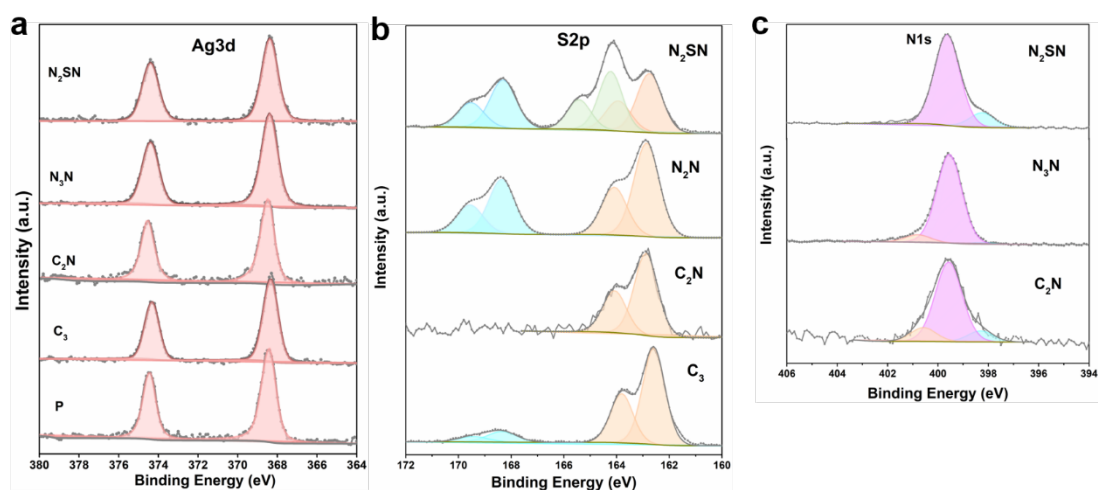 a
Ag3d
N₂SN
N₃N
C₂N
C₃
P
Intensity (a.u.)
380 378 376 374 372 370 368 366 364
Binding Energy (eV)
b
S2p
N₂SN
N₂N
C₂N
C₃
Intensity (a.u.)
172 170 168 166 164 162 160
Binding Energy (eV)
c
N1s
N₂SN
N₃N
C₂N
Intensity (a.u.)
406 404 402 400 398 396 394
Binding Energy (eV)